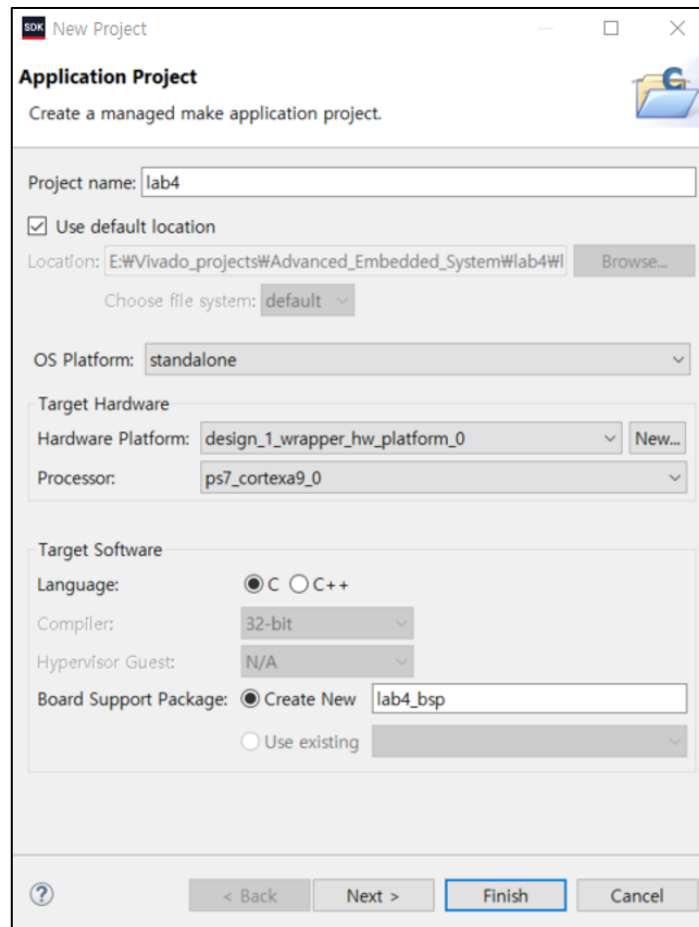 SDK New Project
Application Project
Create a managed make application project.
Project name: lab4
Use default location
Location: E:₩Vivado_projects₩Advanced_Embedded_System₩lab4₩l Browse...
Choose file system: default
OS Platform: standalone
Target Hardware
Hardware Platform: design_1_wrapper_hw_platform_0 New...
Processor: ps7_cortexa9_0
Target Software
Language: C C++
Compiler: 32-bit
Hypervisor Guest: N/A
Board Support Package: Create New lab4_bsp
Use existing
? < Back Next > Finish Cancel